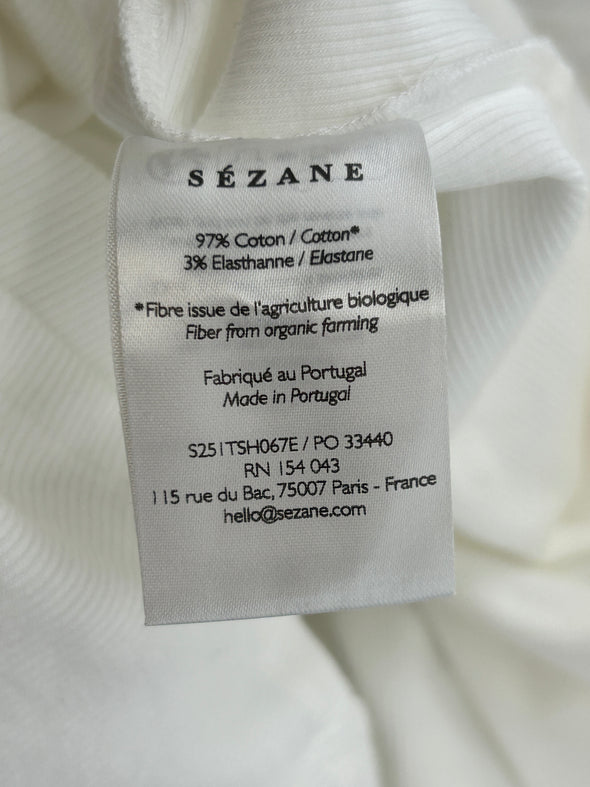 SÉZANE
97% Coton / Cotton*
3% Elasthanne / Elastane
*Fibre issue de l'agriculture biologique
Fiber from organic farming
Fabriqué au Portugal
Made in Portugal
S251TSH067E / PO 33440
RN 154 043
115 rue du Bac, 75007 Paris - France
hello@sezane.com